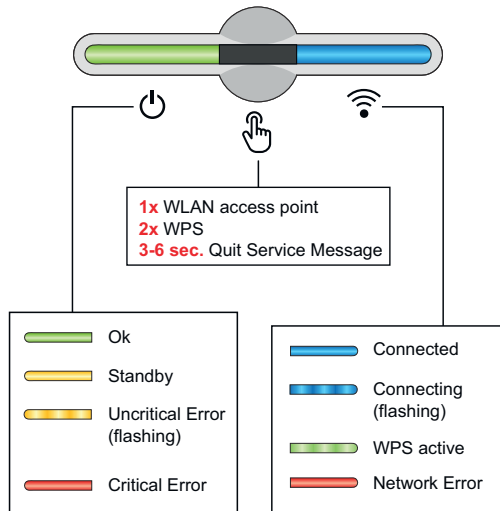 1x WLAN access point
2x WPS
3-6 sec. Quit Service Message
Ok
Standby
Uncritical Error
(flashing)
Critical Error
Connected
Connecting
(flashing)
WPS active
Network Error